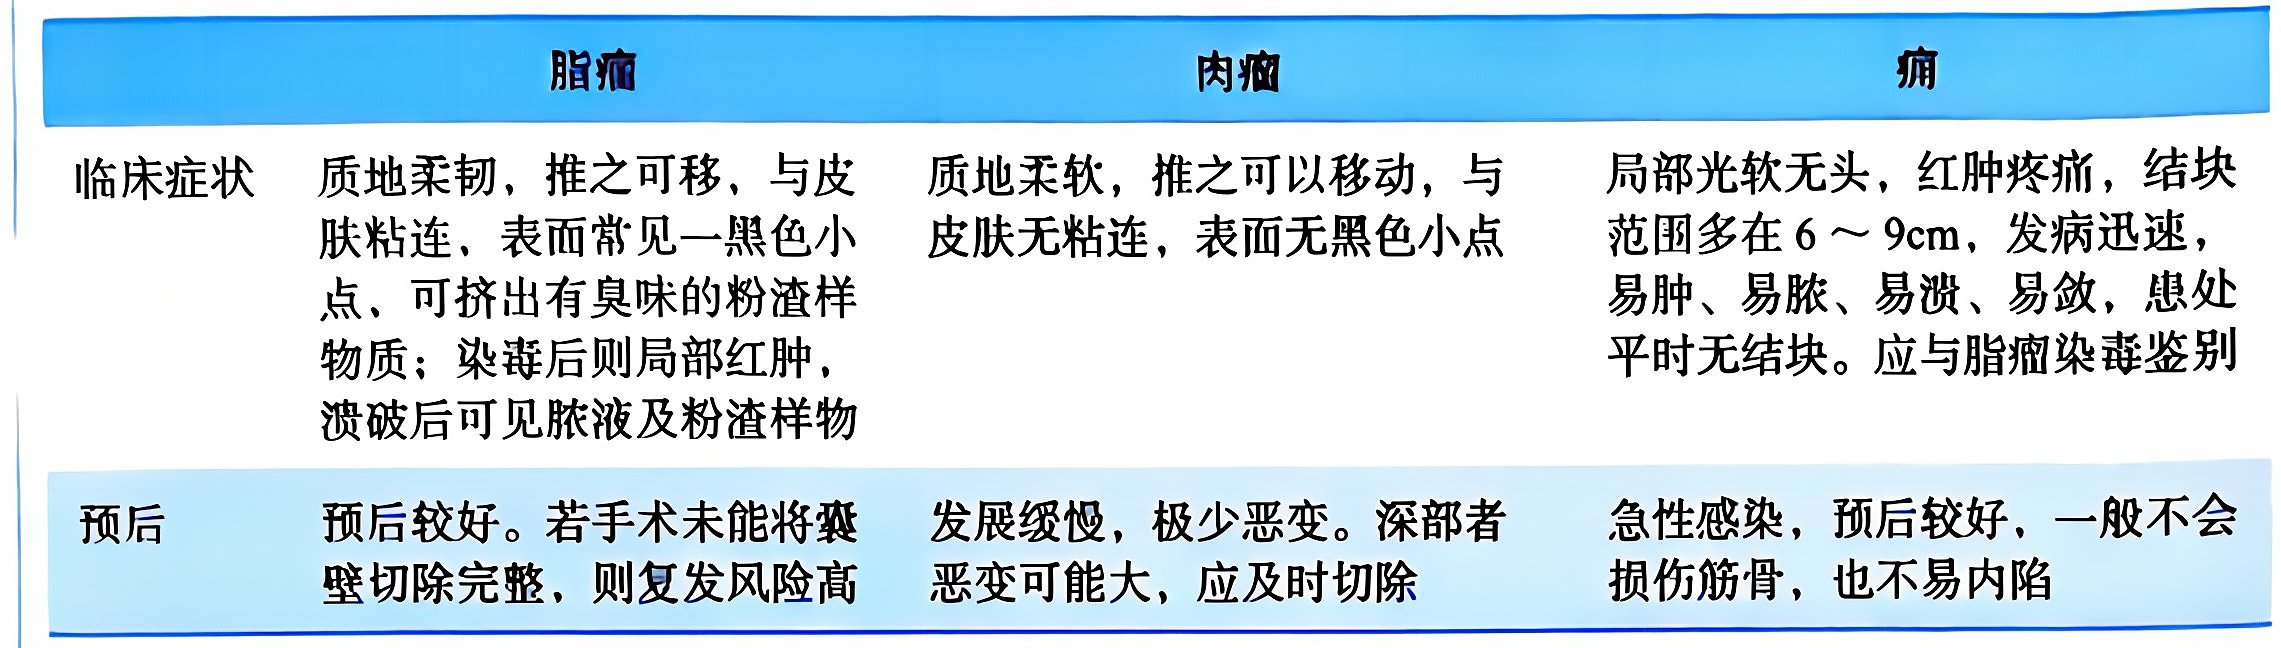 脂瘤 肉瘤 痈
临床症状 质地柔韧，推之可移，与皮 质地柔软，推之可以移动，与 局部光软无头，红肿疼痛，结块
肤粘连，表面常见一黑色小 皮肤无粘连，表面无黑色小点 范围多在6～9cm，发病迅速，
点，可挤出有臭味的粉渣样 易肿、易脓、易溃、易敛，患处
物质；染毒后则局部红肿， 平时无结块。应与脂瘤染毒鉴别
溃破后可见脓液及粉渣样物
预后 预后较好。若手术未能将囊 发展缓慢，极少恶变。深部者 急性感染，预后较好，一般不会
壁切除完整，则复发风险高 恶变可能大，应及时切除 损伤筋骨，也不易内陷